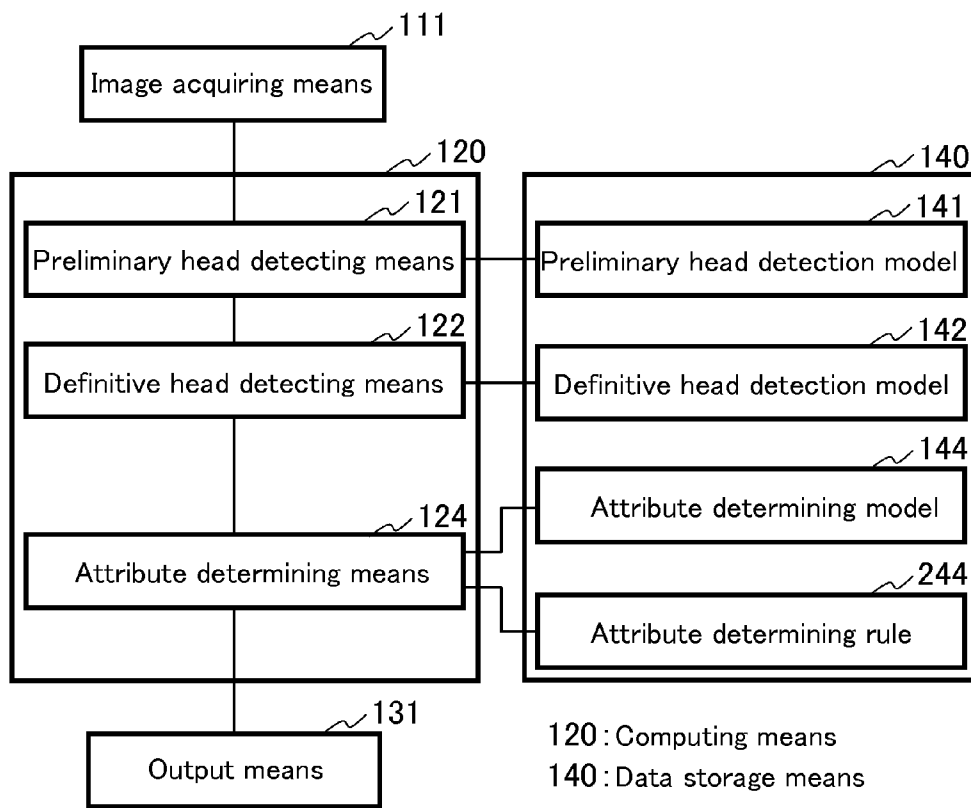 111
Image acquiring means
120
140
121
141
Preliminary head detecting means
Preliminary head detection model
122
142
Definitive head detecting means
Definitive head detection model
144
Attribute determining model
124
Attribute determining means
244
Attribute determining rule
131
Output means
120:Computing means
140:Data storage means